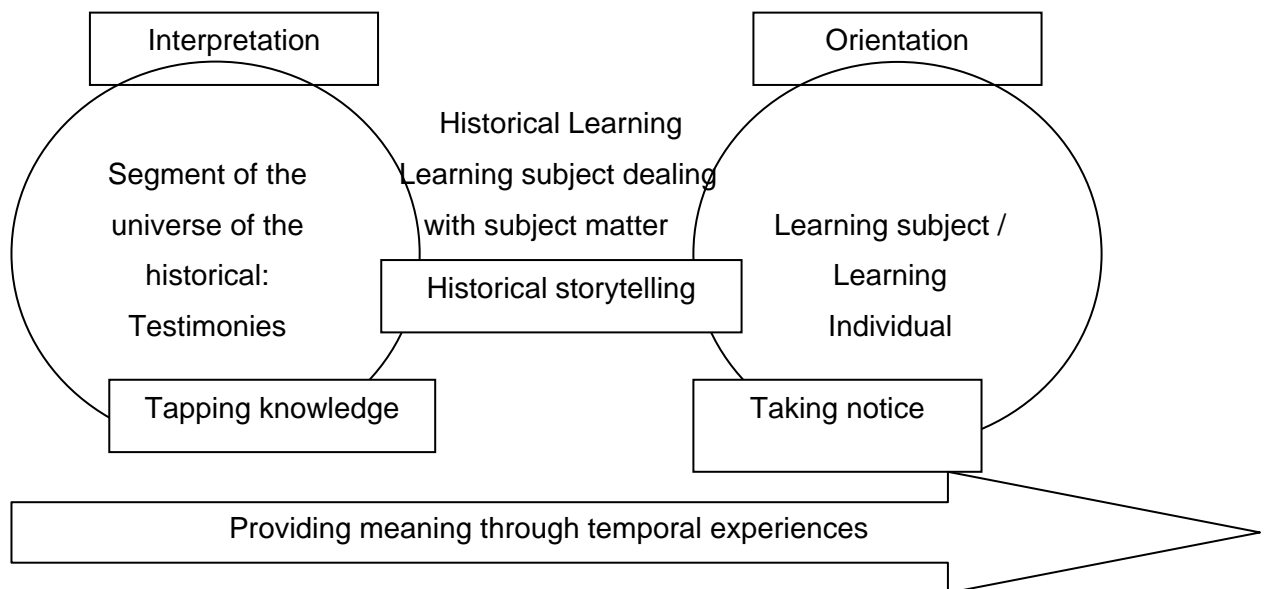 Interpretation
Orientation
Historical Learning
Learning subject dealing
with subject matter
Segment of the
universe of the
historical:
Testimonies
Learning subject /
Learning
Individual
Historical storytelling
Tapping knowledge
Taking notice
Providing meaning through temporal experiences